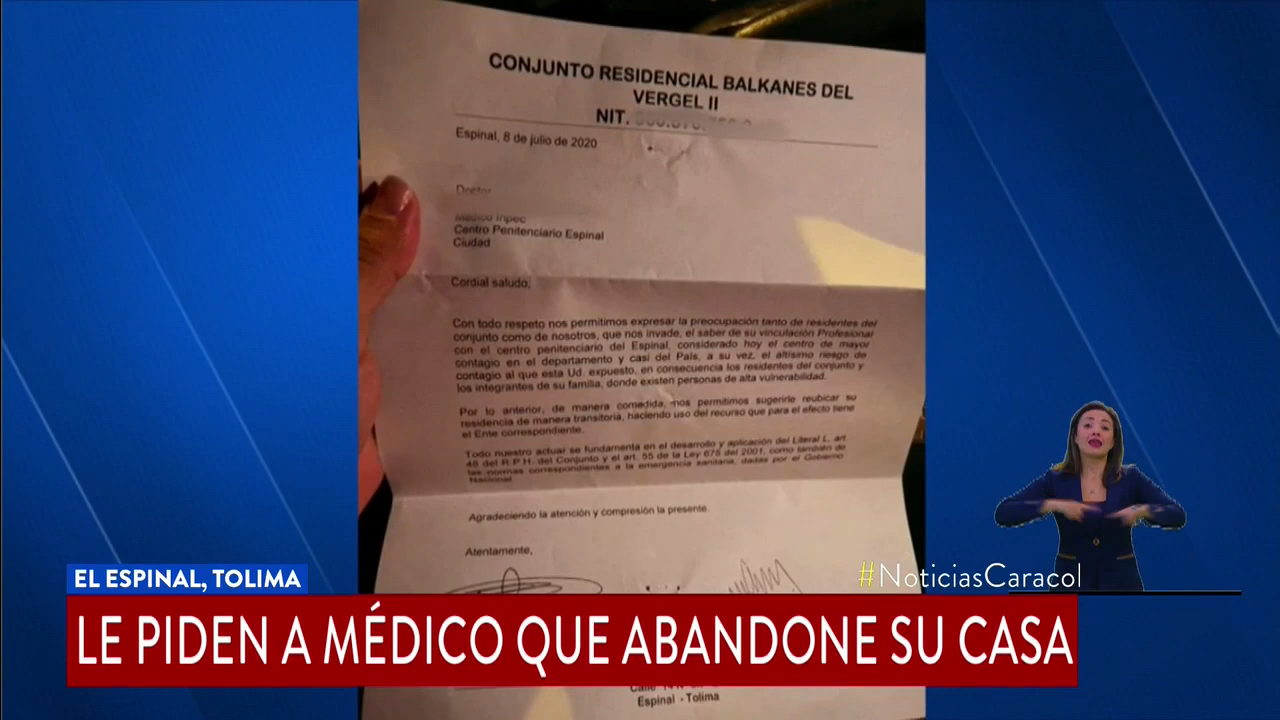 CONJUNTO RESIDENCIAL BALKANES DEL
VERGEL II
NIT.
Espinal, 8 de julio de 2020
Doctor
Médico Inpec
Centro Penitenciario Espinal
Ciudad
Cordial saludo,
Con todo respeto nos permitimos expresar la preocupación tanto de residentes del
conjunto como de nosotros, que nos invade, el saber de su vinculación Profesional
con el centro penitenciario del Espinal, considerado hoy el centro de mayor
contagio en el departamento y casi del País, a su vez, el altísimo riesgo de
contagio al que esta Ud. expuesto, en consecuencia los residentes del conjunto y
los integrantes de su familia, donde existen personas de alta vulnerabilidad.
Por lo anterior, de manera comedida, nos permitimos sugerirle reubicar su
residencia de manera transitoria, haciendo uso del recurso que para el efecto tiene
el Ente correspondiente.
Todo nuestro actuar se fundamenta en el desarrollo y aplicación del Literal L. art
48 del R.P.H. del Conjunto y el art. 55 de la Ley 675 del 2001, como también de
las normas correspondientes a la emergencia sanitaria, dadas por el Gobierno
Nacional.
Agradeciendo la atención y compresión la presente.
Atentamente,
EL ESPINAL, TOLIMA
#NoticiasCaracol
LE PIDEN A MÉDICO QUE ABANDONE SU CASA
Calle
Espinal - Tolima